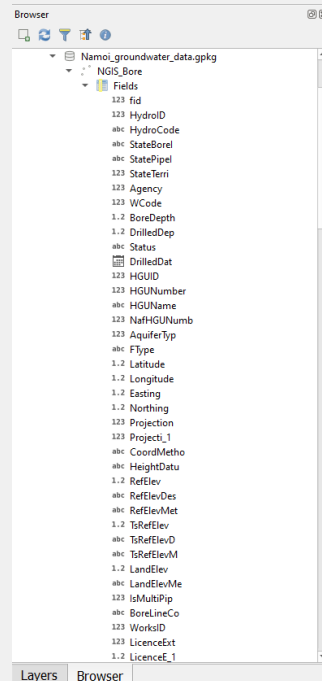 Browser
Namoi_groundwater_data.gpkg
NGIS_Bore
Fields
123 fid
123 HydroID
abc HydroCode
abc StateBoreI
abc StatePipeI
123 StateTerri
123 Agency
123 WCode
1.2 BoreDepth
1.2 DrilledDep
abc Status
DrilledDat
123 HGUID
123 HGUNumber
abc HGUName
123 NafHGUNumb
123 AquiferTyp
abc FType
1.2 Latitude
1.2 Longitude
1.2 Easting
1.2 Northing
123 Projection
123 Projecti_1
abc CoordMetho
abc HeightDatu
1.2 RefElev
abc RefElevDes
abc RefElevMet
1.2 TsRefElev
abc TsRefElevD
abc TsRefElevM
1.2 LandElev
abc LandElevMe
123 IsMultiPip
abc BoreLineCo
123 WorksID
123 LicenceExt
1.2 LicenceE_1
Layers Browser